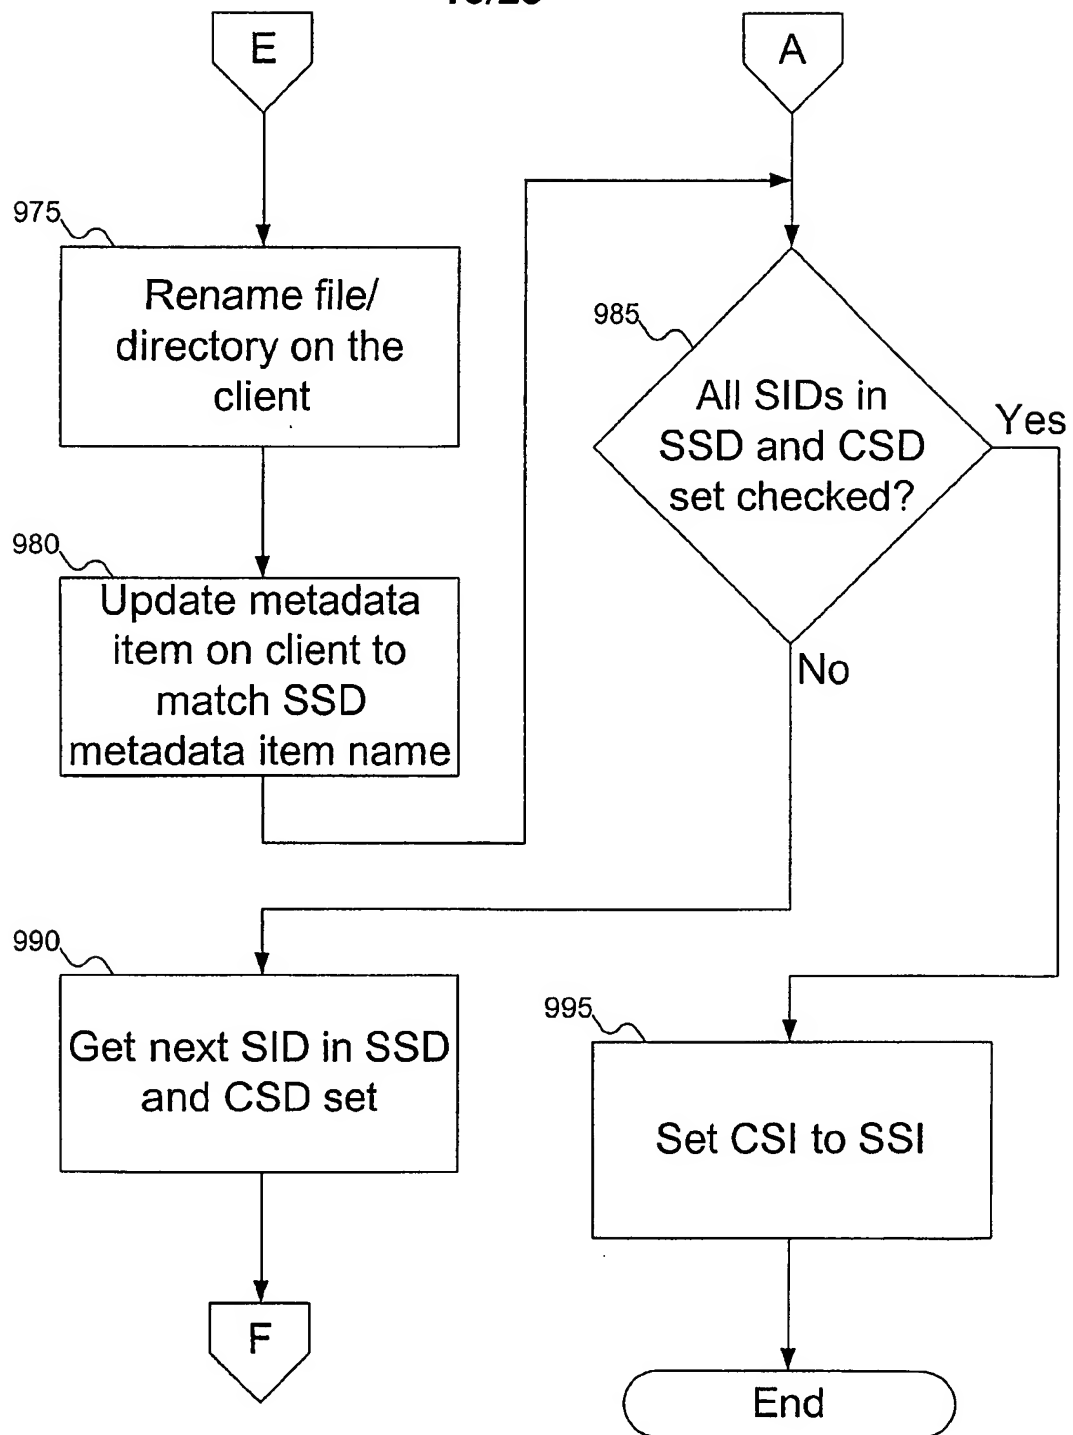 E
A
975
Rename file/
directory on the
client
985
All SIDs in
SSD and CSD
set checked?
Yes
980
Update metadata
item on client to
match SSD
metadata item name
No
990
Get next SID in SSD
and CSD set
995
Set CSI to SSI
F
End